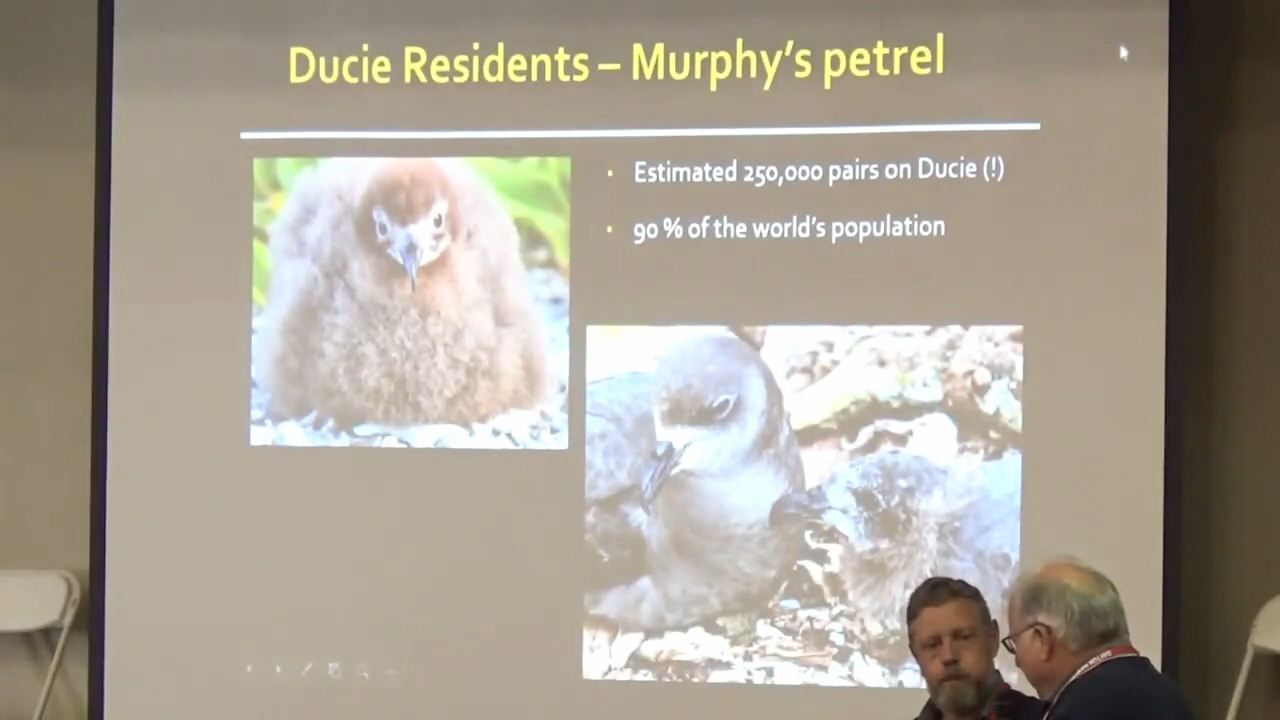 Ducie Residents – Murphy's petrel
• Estimated 250,000 pairs on Ducie (!)
• 90 % of the world's population